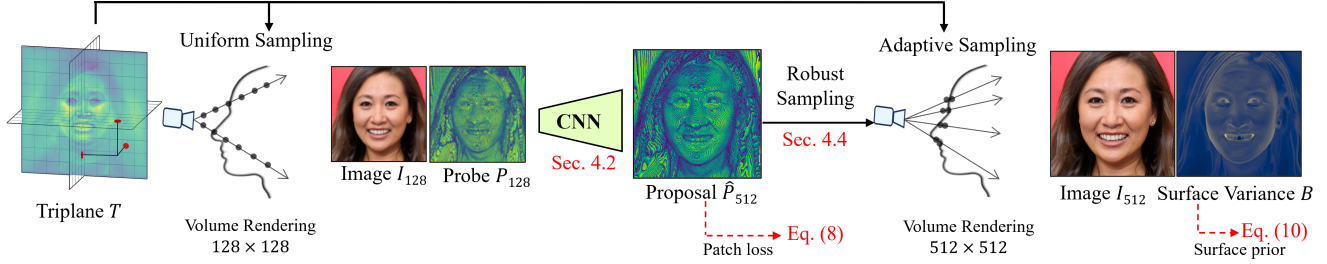 Uniform Sampling
Adaptive Sampling
Robust
Sampling
CNN
Sec. 4.2
Sec. 4.4
Image I₁₂₈
Probe P₁₂₈
Triplane T
Volume Rendering
128 × 128
Proposal P̂₅₁₂
Patch loss
Eq. (8)
Volume Rendering
512 × 512
Image I₅₁₂
Surface Variance B
Eq. (10)
Surface prior